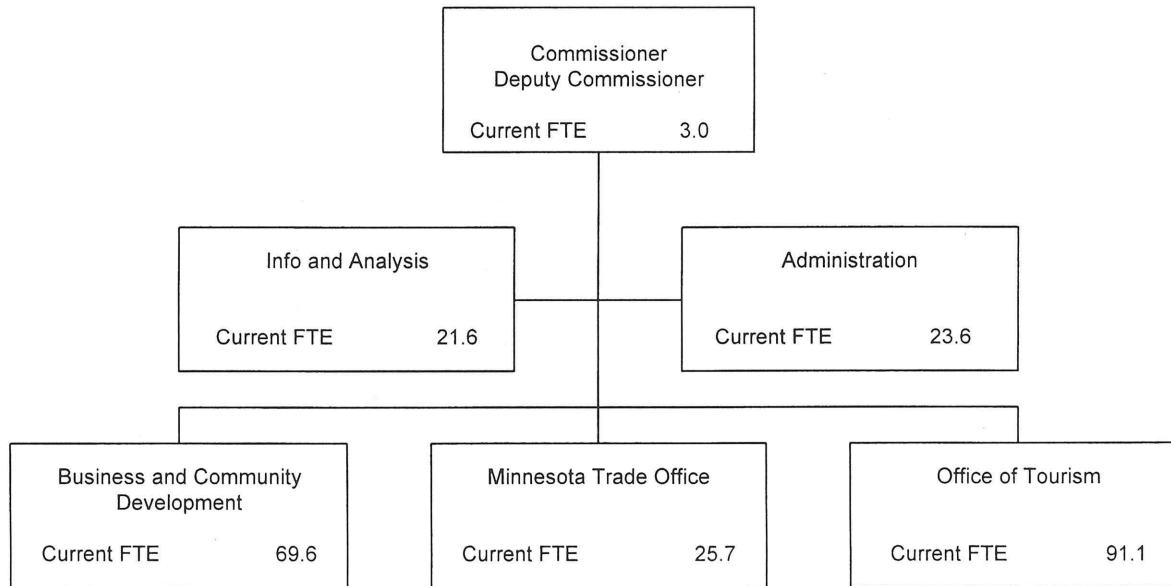 Commissioner
Deputy Commissioner
Current FTE 3.0
Info and Analysis
Current FTE 21.6
Administration
Current FTE 23.6
Business and Community
Development
Current FTE 69.6
Minnesota Trade Office
Current FTE 25.7
Office of Tourism
Current FTE 91.1